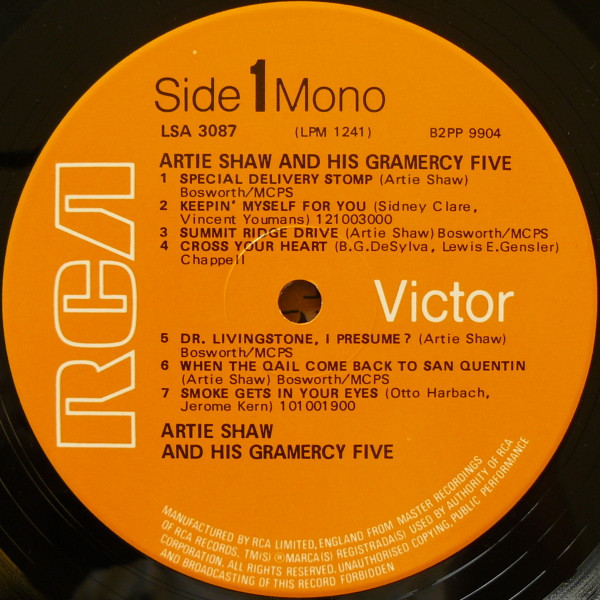 Side 1 Mono
LSA 3087 (LPM 1241) B2PP 9904
ARTIE SHAW AND HIS GRAMERCY FIVE
1 SPECIAL DELIVERY STOMP (Artie Shaw)
Bosworth/MCPS
2 KEEPIN' MYSELF FOR YOU (Sidney Clare,
Vincent Youmans) 121003000
3 SUMMIT RIDGE DRIVE (Artie Shaw) Bosworth/MCPS
4 CROSS YOUR HEART (B.G.DeSylva, Lewis E.Gensler)
Chappell
RCA
Victor
5 DR. LIVINGSTONE, I PRESUME? (Artie Shaw)
Bosworth/MCPS
6 WHEN THE QAIL COME BACK TO SAN QUENTIN
(Artie Shaw) Bosworth/MCPS
7 SMOKE GETS IN YOUR EYES (Otto Harbach,
Jerome Kern) 101001900
ARTIE SHAW
AND HIS GRAMERCY FIVE
MANUFACTURED BY RCA LIMITED, ENGLAND FROM MASTER RECORDINGS
OF RCA RECORDS. TM(S) ® MARCA(S) REGISTRADA(S) USED BY AUTHORITY OF RCA
CORPORATION. ALL RIGHTS RESERVED. UNAUTHORISED COPYING, PUBLIC PERFORMANCE
AND BROADCASTING OF THIS RECORD FORBIDDEN